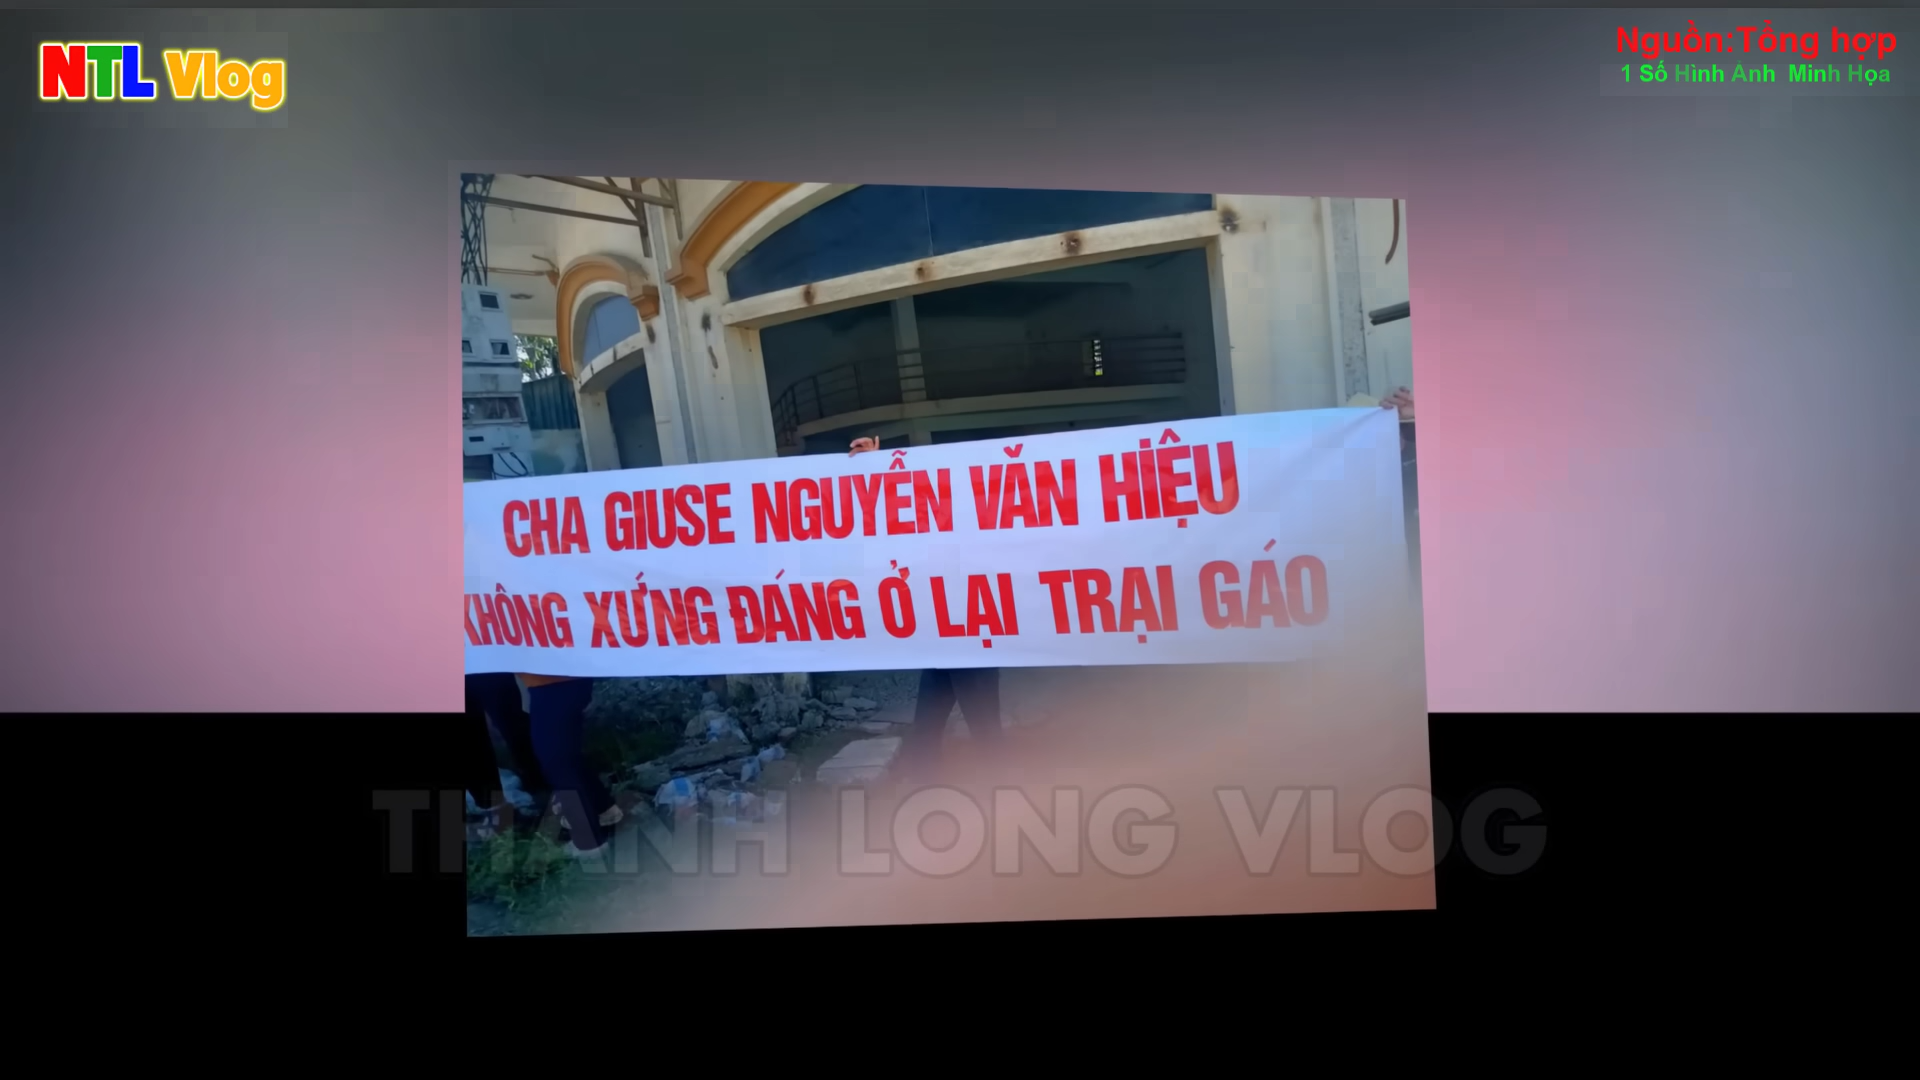 NTL Vlog
Nguồn:Tổng hợp
1 Số Hình Ảnh Minh Họa
CHA GIUSE NGUYỄN VĂN HIỆU
KHÔNG XỨNG ĐÁNG Ở LẠI TRẠI GÁO
THANH LONG VLOG